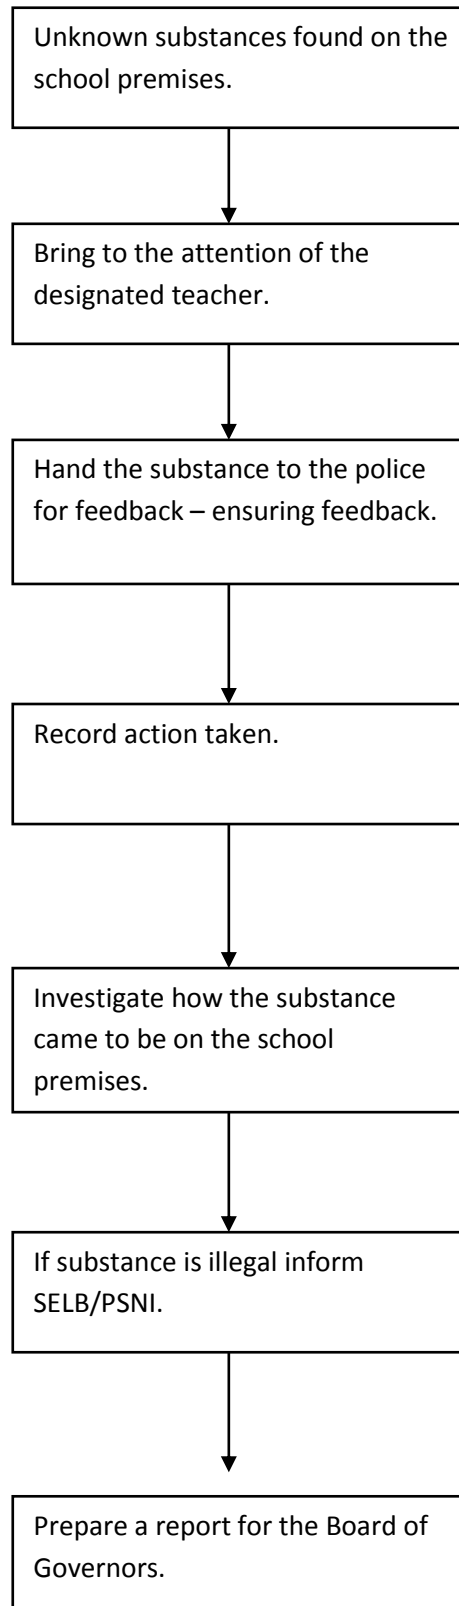 Unknown substances found on the
school premises.
Bring to the attention of the
designated teacher.
Hand the substance to the police
for feedback – ensuring feedback.
Record action taken.
Investigate how the substance
came to be on the school
premises.
If substance is illegal inform
SELB/PSNI.
Prepare a report for the Board of
Governors.